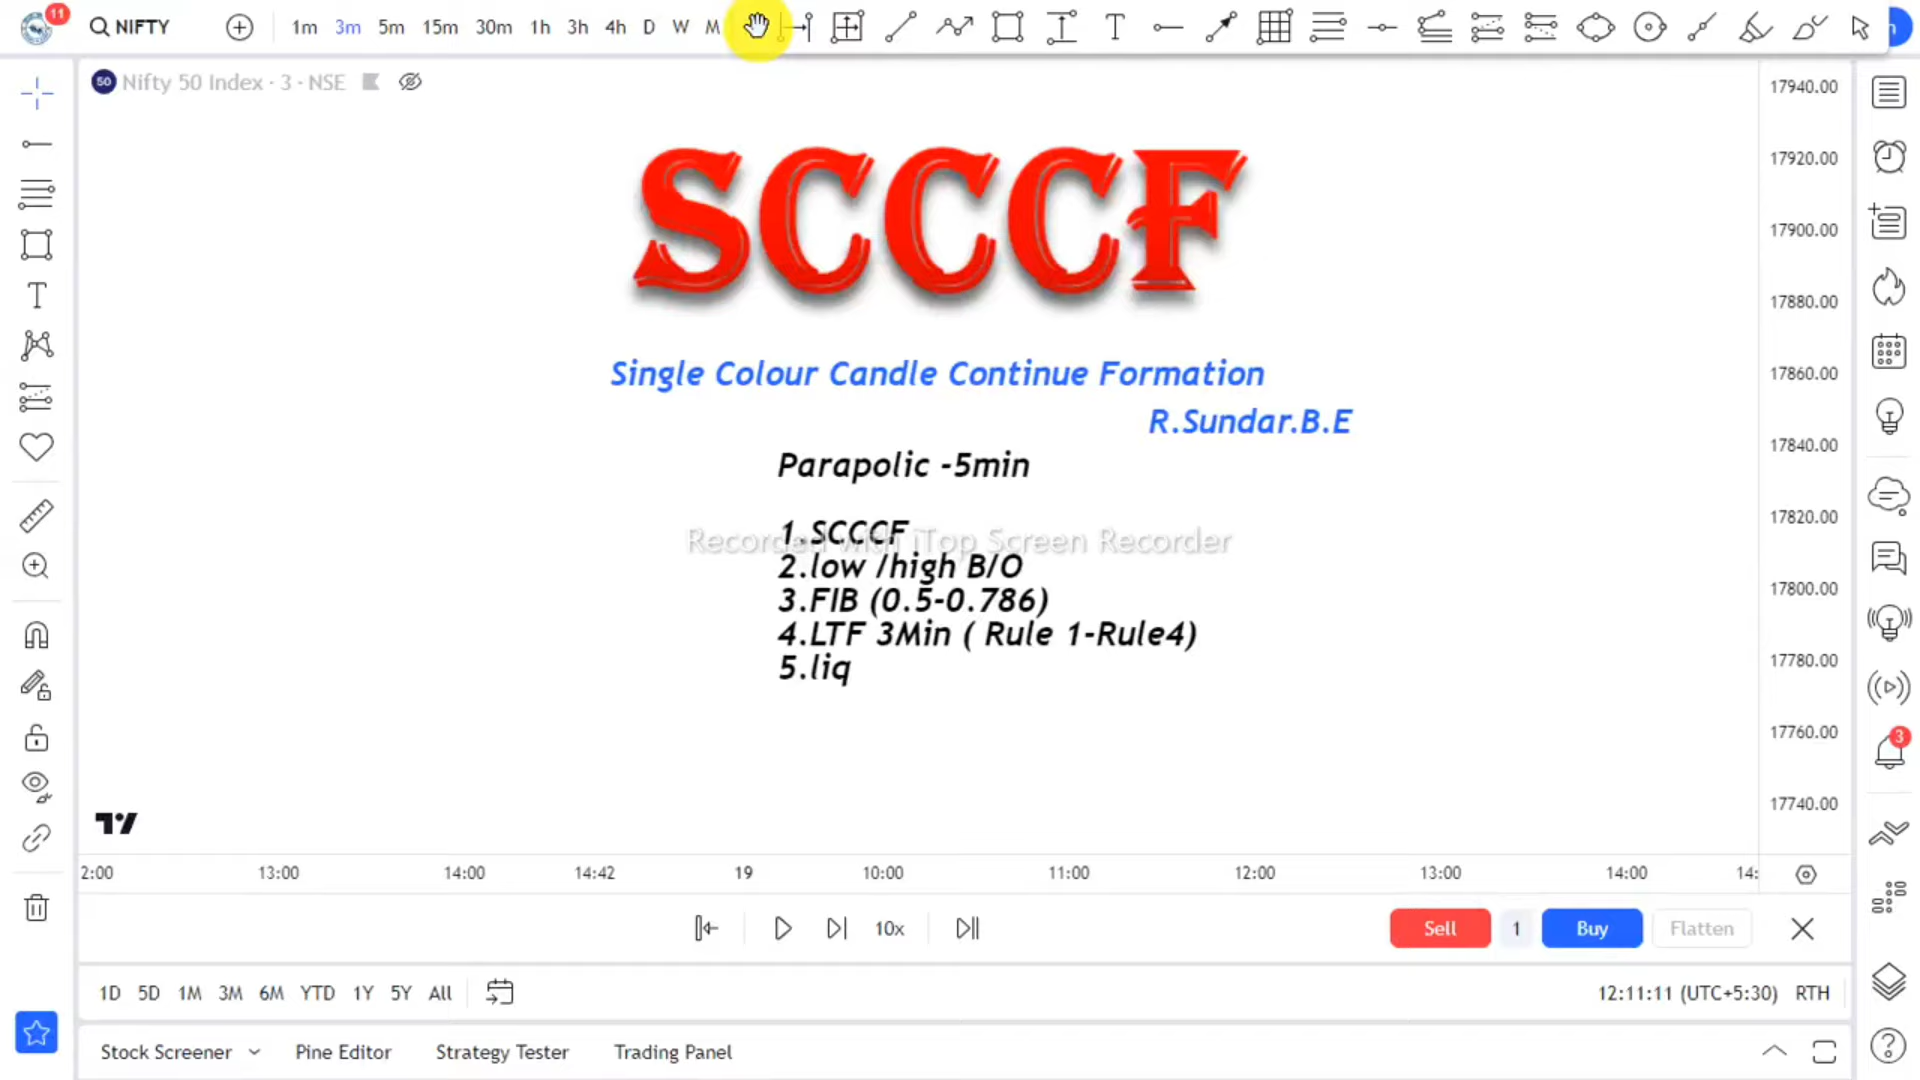 11
NIFTY
1m 3m 5m 15m 30m 1h 3h 4h D W M
50 Nifty 50 Index · 3 · NSE
SCCCF
Single Colour Candle Continue Formation
R.Sundar.B.E
Parapolic -5min
1.SCCCF
Recorded with iTop Screen Recorder
2.low /high B/O
3.FIB (0.5-0.786)
4.LTF 3Min ( Rule 1-Rule4)
5.liq
17940.00
17920.00
17900.00
17880.00
17860.00
17840.00
17820.00
17800.00
17780.00
17760.00
17740.00
3
2:00 13:00 14:00 14:42 19 10:00 11:00 12:00 13:00 14:00 14:
10x Sell 1 Buy Flatten
1D 5D 1M 3M 6M YTD 1Y 5Y All 12:11:11 (UTC+5:30) RTH
Stock Screener Pine Editor Strategy Tester Trading Panel